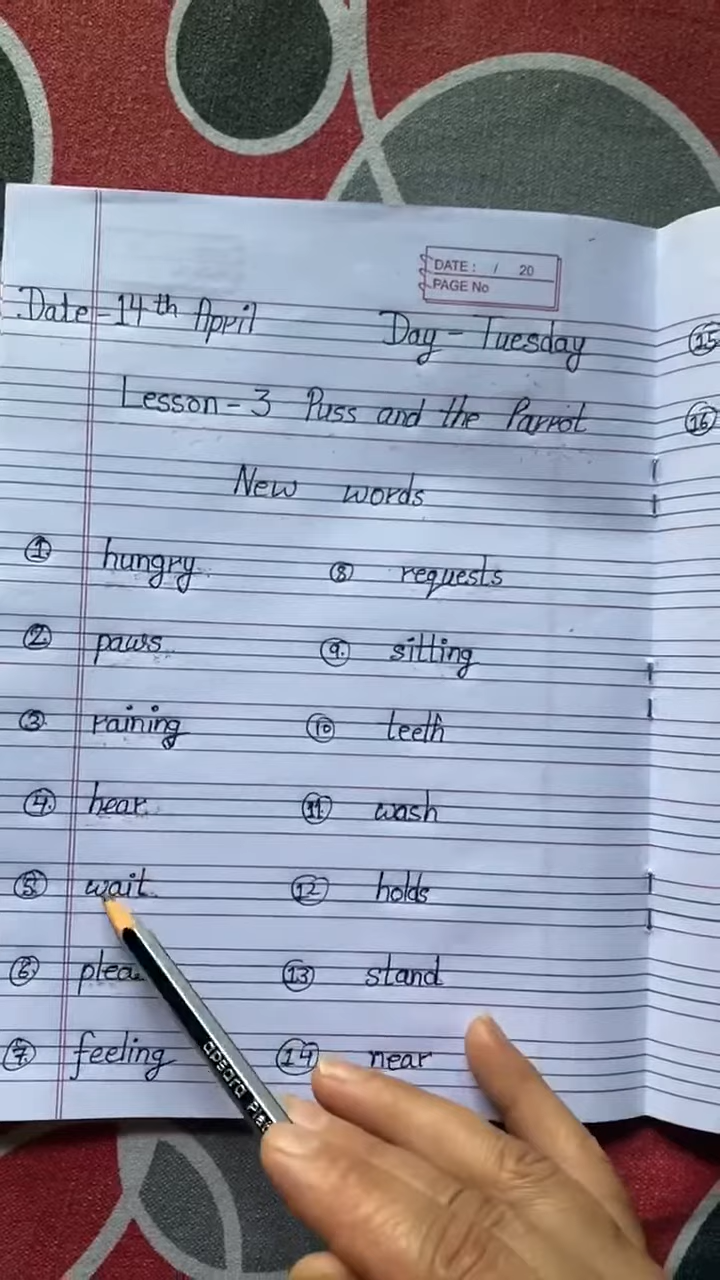 DATE : / 20
PAGE No
Date - 14th April Day - Tuesday
Lesson - 3 Puss and the Parrot
New words
① hungry ⑧ requests
② paws ⑨ sitting
③ raining ⑩ teeth
④ hear ⑪ wash
⑤ wait ⑫ holds
⑥ ⑬ stand
⑦ feeling ⑭ near
⑮
⑯
apsara